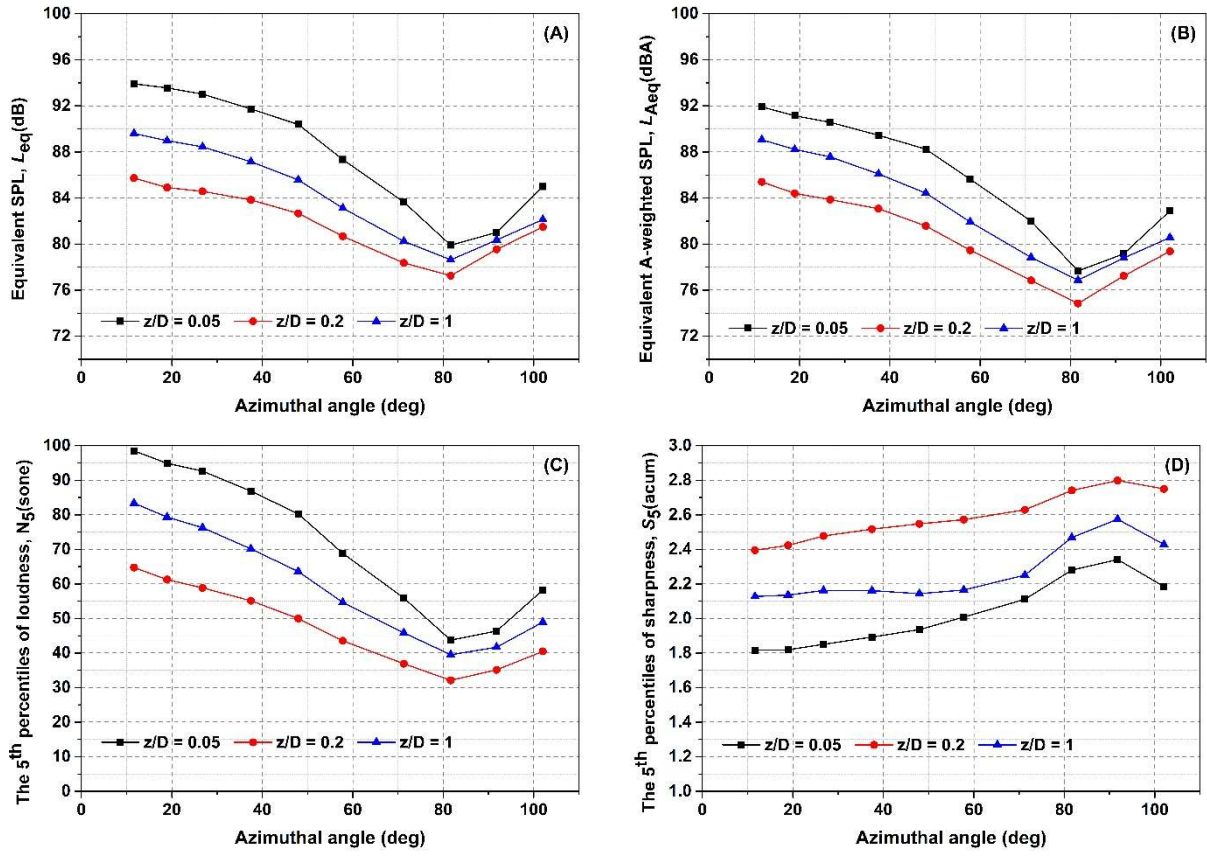 100
(A)
96
92
88
84
80
76
72
Equivalent SPL, Leq(dB)
z/D = 0.05 z/D = 0.2 z/D = 1
0 20 40 60 80 100
Azimuthal angle (deg)
100
(B)
96
92
88
84
80
76
72
Equivalent A-weighted SPL, LAeq(dBA)
z/D = 0.05 z/D = 0.2 z/D = 1
0 20 40 60 80 100
Azimuthal angle (deg)
100
(C)
90
80
70
60
50
40
30
20
10
0
The 5th percentiles of loudness, N5(sone)
z/D = 0.05 z/D = 0.2 z/D = 1
0 20 40 60 80 100
Azimuthal angle (deg)
3.0
(D)
2.8
2.6
2.4
2.2
2.0
1.8
1.6
1.4
1.2
1.0
The 5th percentiles of sharpness, S5(acum)
z/D = 0.05 z/D = 0.2 z/D = 1
0 20 40 60 80 100
Azimuthal angle (deg)